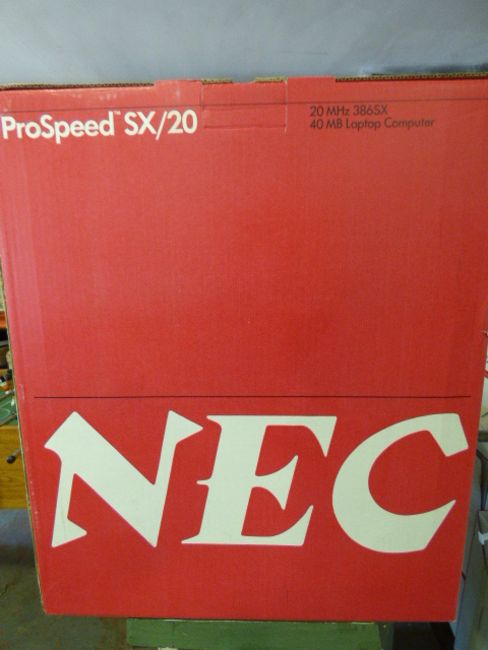 ProSpeed™ SX/20
20 MHz 386SX
40 MB Laptop Computer
NEC